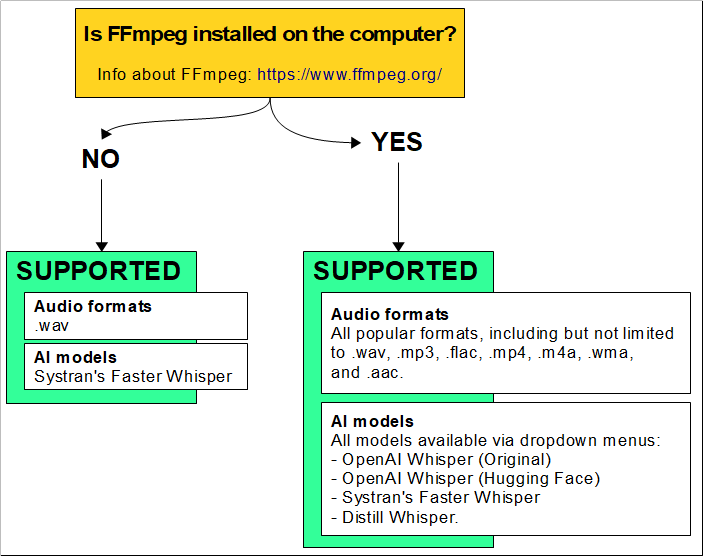 Is FFmpeg installed on the computer?
Info about FFmpeg: https://www.ffmpeg.org/
NO
YES
SUPPORTED
Audio formats
.wav
AI models
Systran's Faster Whisper
SUPPORTED
Audio formats
All popular formats, including but not limited
to .wav, .mp3, .flac, .mp4, .m4a, .wma,
and .aac.
AI models
All models available via dropdown menus:
- OpenAI Whisper (Original)
- OpenAI Whisper (Hugging Face)
- Systran's Faster Whisper
- Distill Whisper.